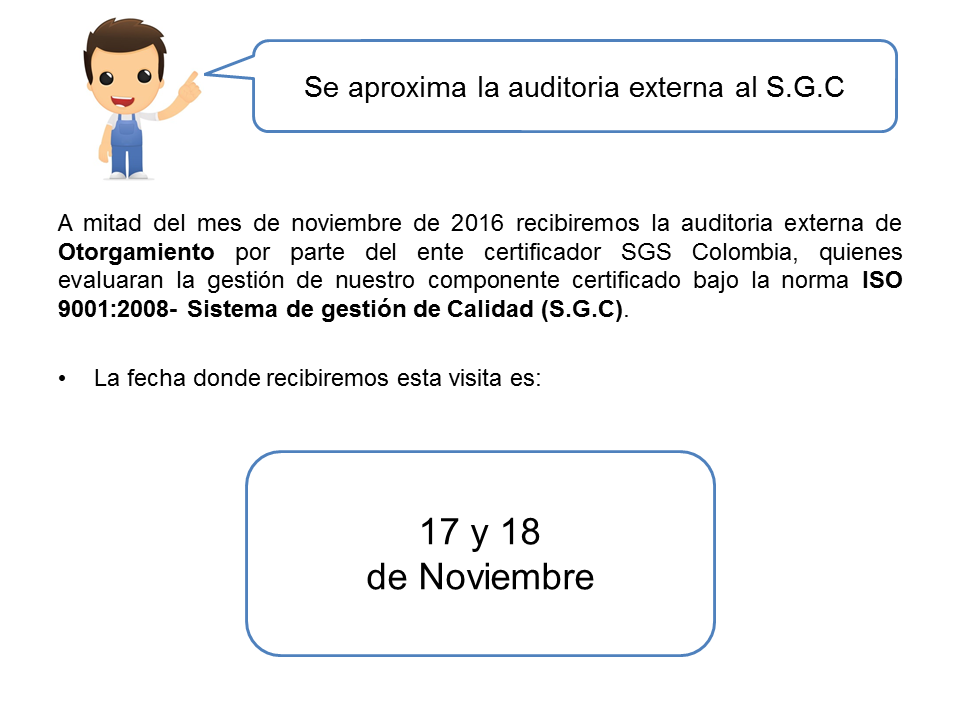 Se aproxima la auditoria externa al S.G.C
A mitad del mes de noviembre de 2016 recibiremos la auditoria externa de
Otorgamiento por parte del ente certificador SGS Colombia, quienes
evaluaran la gestión de nuestro componente certificado bajo la norma ISO
9001:2008- Sistema de gestión de Calidad (S.G.C).
• La fecha donde recibiremos esta visita es:
17 y 18
de Noviembre